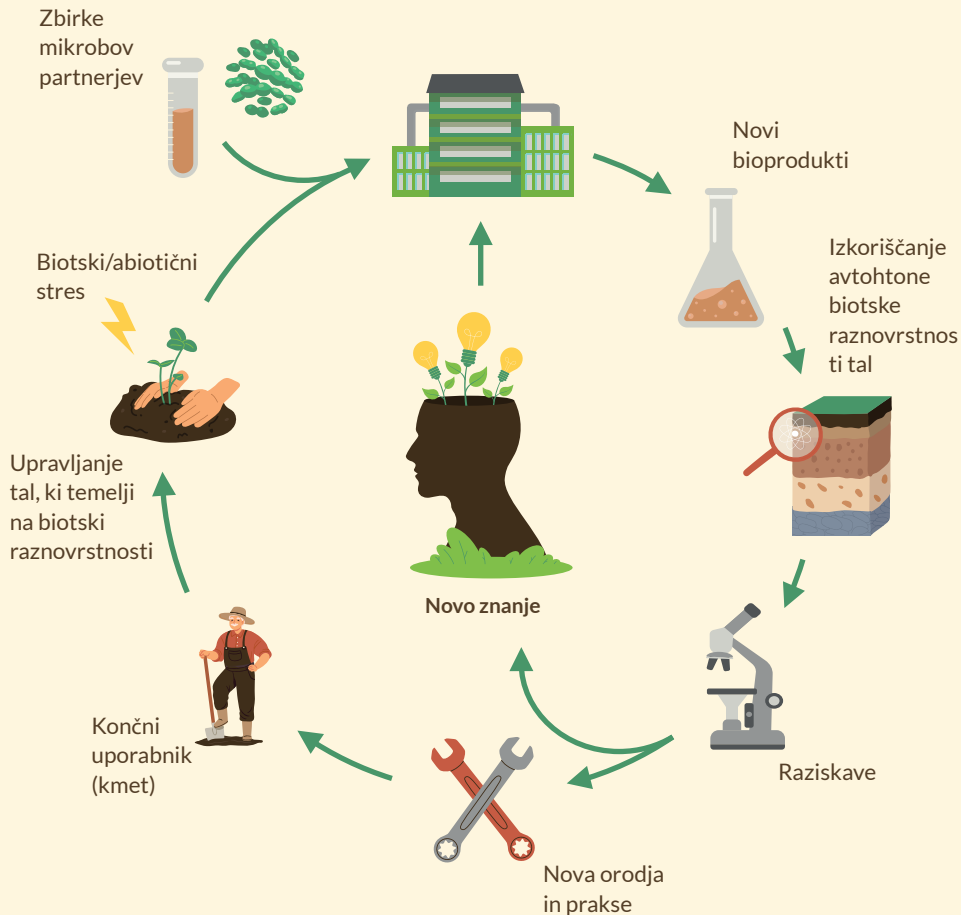 Zbirke
mikrobov
partnerjev
Novi
bioprodukti
Biotski/abiotični
stres
Izkoriščanje
avtohtone
biotske
raznovrstnos
ti tal
Upravljanje
tal, ki temelji
na biotski
raznovrstnosti
Novo znanje
Končni
uporabnik
(kmet)
Raziskave
Nova orodja
in prakse